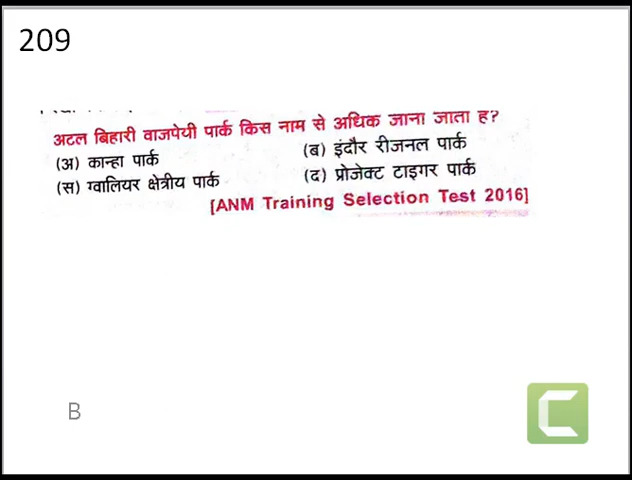 209
अटल बिहारी वाजपेयी पार्क किस नाम से अधिक जाना जाता है?
(अ) कान्हा पार्क (ब) इंदौर रीजनल पार्क
(स) ग्वालियर क्षेत्रीय पार्क (द) प्रोजेक्ट टाइगर पार्क
[ANM Training Selection Test 2016]
B